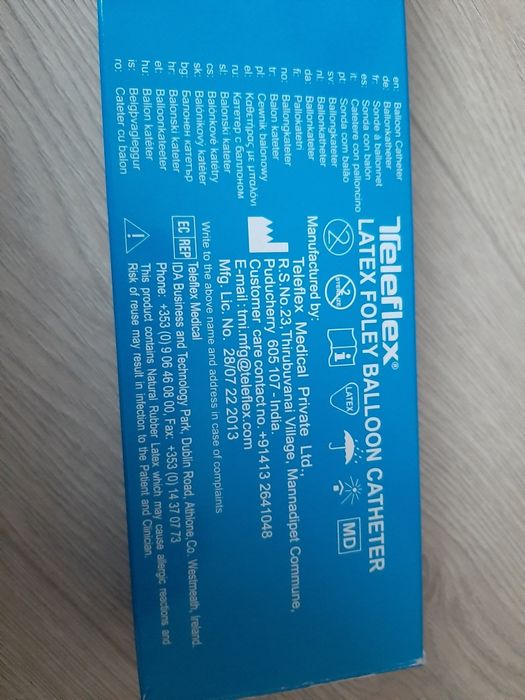 en: Balloon Catheter
de: Ballonkatheter
fr: Sonde à ballonnet
es: Sonda con balón
it: Catetere con palloncino
pt: Sonda com balão
sv: Ballongkateter
nl: Ballonkatheter
da: Ballonkateter
fi: Pallokatetri
no: Ballongkateter
tr: Balon kateter
pl: Cewnik balonowy
el: Καθετήρας με μπαλόνι
ru: Катетер с баллоном
sl: Balonski kateter
cs: Balónkové katétry
sk: Balónikový katéter
bg: Балонен катетър
hr: Balonski kateter
et: Balloonkateeter
hu: Ballon katéter
is: Belgþvagleggur
ro: Cateter cu balon
Teleflex®
LATEX FOLEY BALLOON CATHETER
2
2 STERILIZE
i
LATEX
MD
Manufactured by:
Teleflex Medical Private Ltd.,
R.S.No.23,Thirubuvanai Village, Mannadipet Commune,
Puducherry 605 107 - India.
Customer care contact no. +91413 2641048
E-mail: tmi.mfg@teleflex.com
Mfg. Lic. No. 28/07 22 2013
Write to the above name and address in case of complaints
EC REP
Teleflex Medical
IDA Business and Technology Park, Dublin Road, Athlone,Co. Westmeath, Ireland.
Phone: +353 (0) 9 06 46 08 00, Fax: +353 (0) 14 37 07 73
This product contains Natural Rubber Latex which may cause allergic reactions and
Risk of reuse may result in infection to the Patient and Clinician.